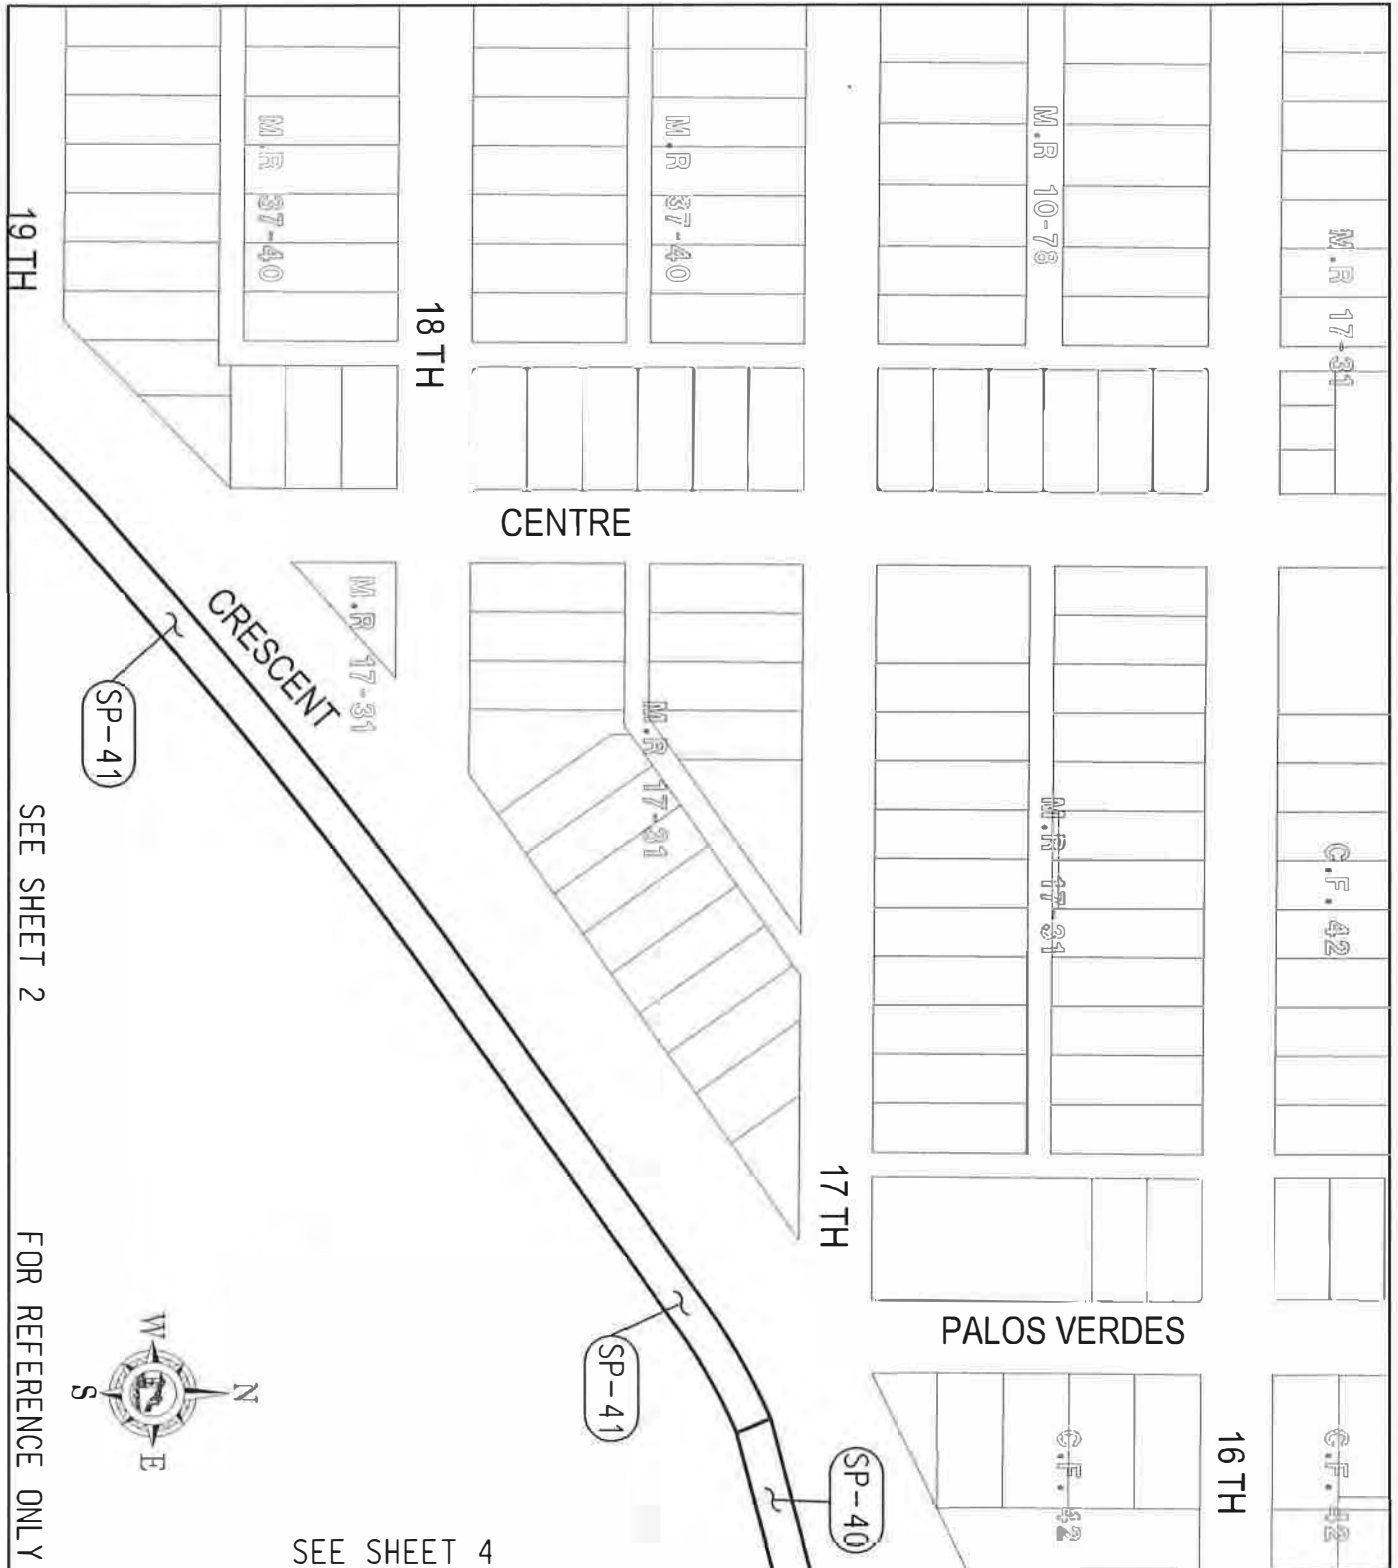 M.R 37-40
M.R 37-40
M.R 10-78
M.R 17-31
19 TH
18 TH
CENTRE
CRESCENT
M.R 17-31
M.R 17-31
M.R 17-31
C.F. 42
SP-41
SEE SHEET 2
17 TH
PALOS VERDES
SP-41
SP-40
C.F. 42
16 TH
C.F. 42
W
N
S
E
FOR REFERENCE ONLY
SEE SHEET 4